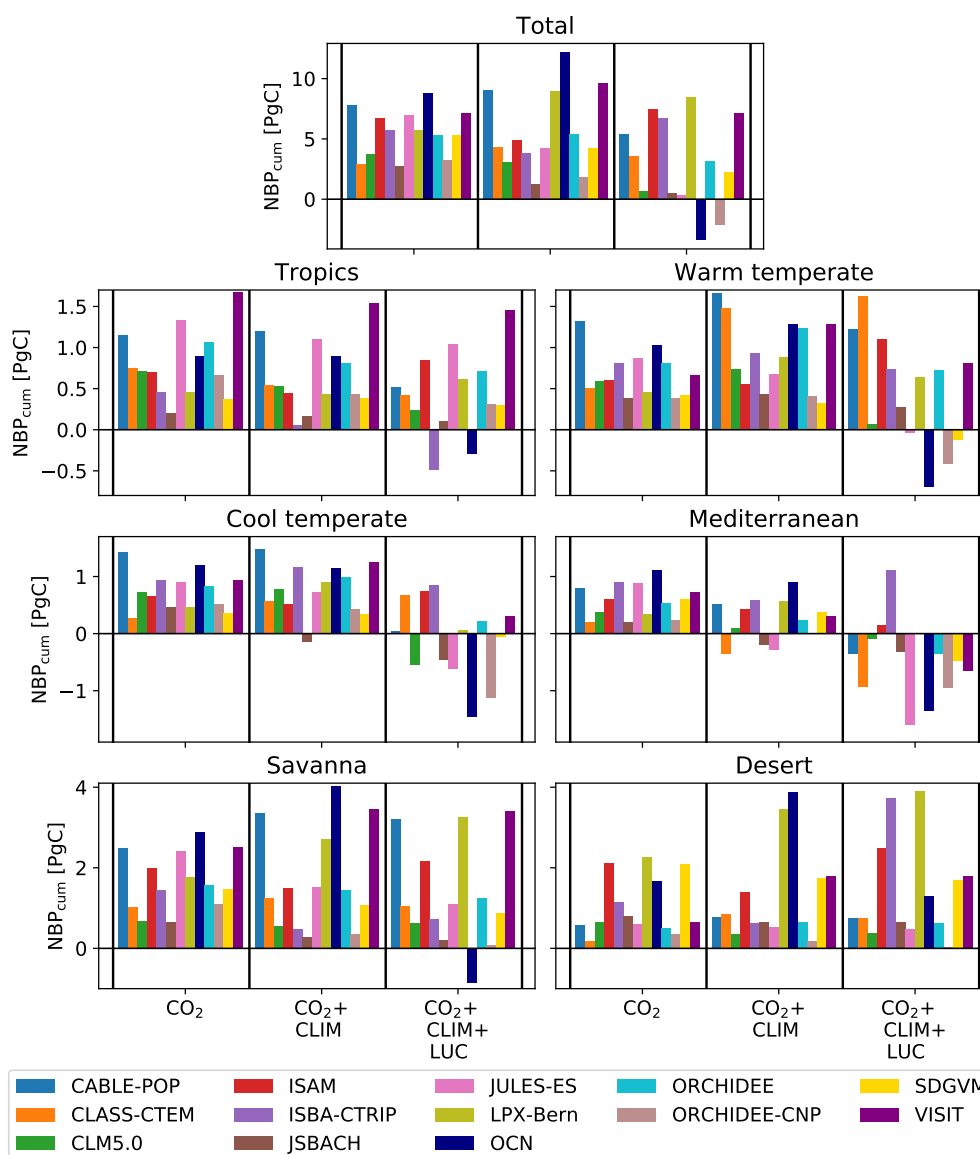 Total
NBP_cum [PgC]
10
5
0
Tropics
Warm temperate
NBP_cum [PgC]
1.5
1.0
0.5
0.0
−0.5
Cool temperate
Mediterranean
NBP_cum [PgC]
1
0
−1
Savanna
Desert
NBP_cum [PgC]
4
2
0
CO₂
CO₂+
CLIM
CO₂+
CLIM+
LUC
CO₂
CO₂+
CLIM
CO₂+
CLIM+
LUC
CABLE-POP
ISAM
JULES-ES
ORCHIDEE
SDGVM
CLASS-CTEM
ISBA-CTRIP
LPX-Bern
ORCHIDEE-CNP
VISIT
CLM5.0
JSBACH
OCN